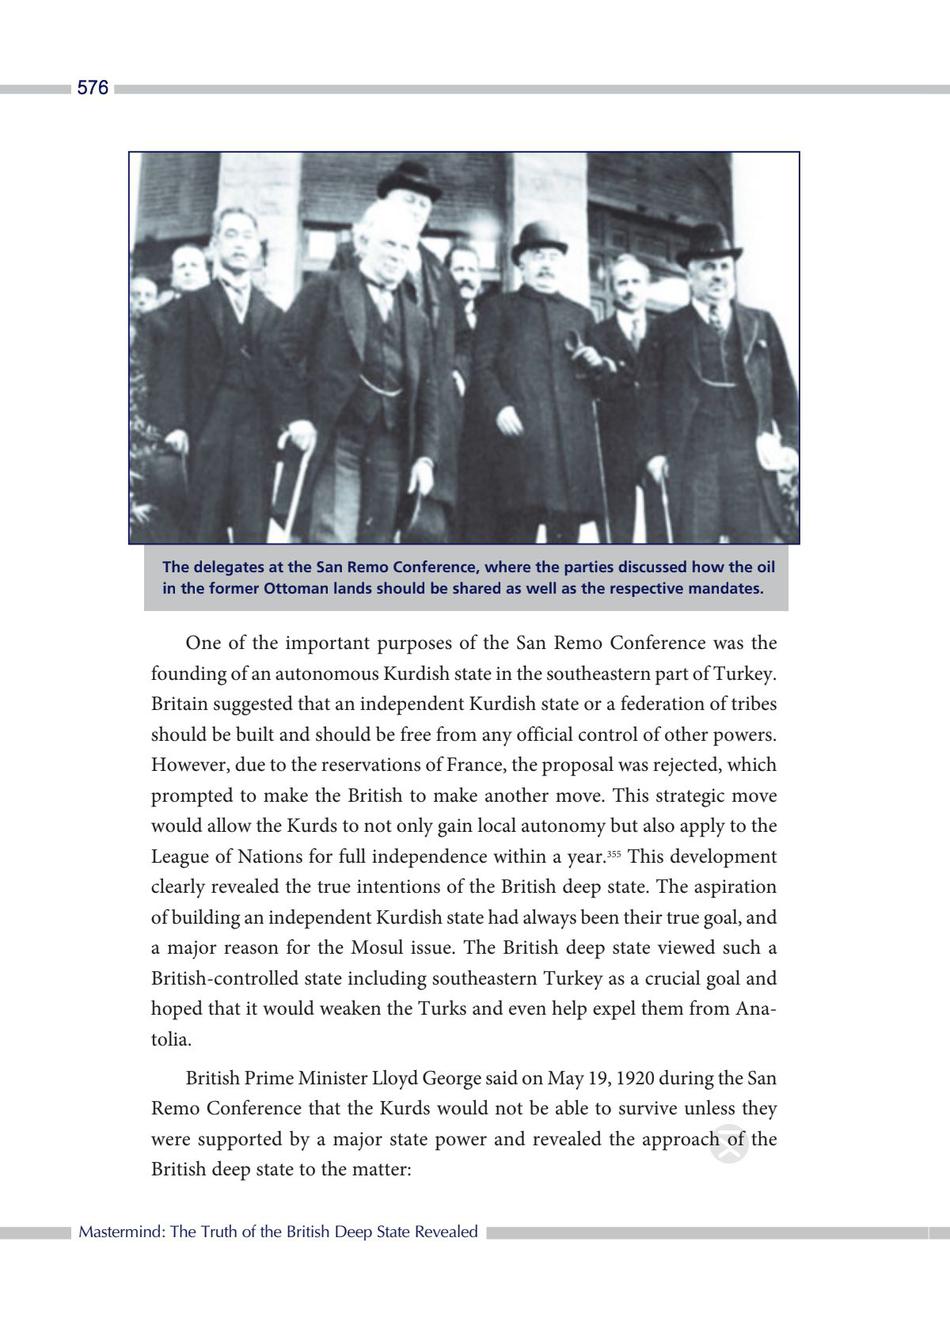 576
The delegates at the San Remo Conference, where the parties discussed how the oil
in the former Ottoman lands should be shared as well as the respective mandates.
One of the important purposes of the San Remo Conference was the
founding of an autonomous Kurdish state in the southeastern part of Turkey.
Britain suggested that an independent Kurdish state or a federation of tribes
should be built and should be free from any official control of other powers.
However, due to the reservations of France, the proposal was rejected, which
prompted to make the British to make another move. This strategic move
would allow the Kurds to not only gain local autonomy but also apply to the
League of Nations for full independence within a year.355 This development
clearly revealed the true intentions of the British deep state. The aspiration
of building an independent Kurdish state had always been their true goal, and
a major reason for the Mosul issue. The British deep state viewed such a
British-controlled state including southeastern Turkey as a crucial goal and
hoped that it would weaken the Turks and even help expel them from Ana-
tolia.
British Prime Minister Lloyd George said on May 19, 1920 during the San
Remo Conference that the Kurds would not be able to survive unless they
were supported by a major state power and revealed the approach of the
British deep state to the matter:
Mastermind: The Truth of the British Deep State Revealed